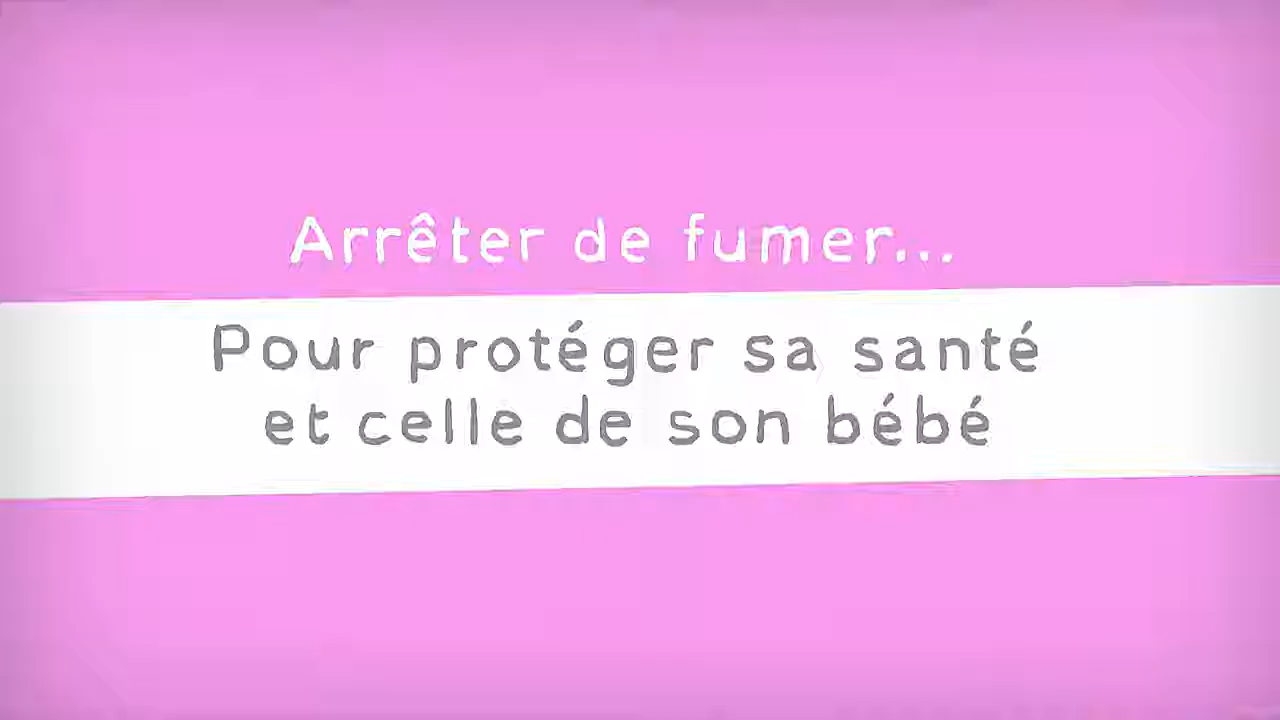 Arrêter de fumer...
Pour protéger sa santé
et celle de son bébé